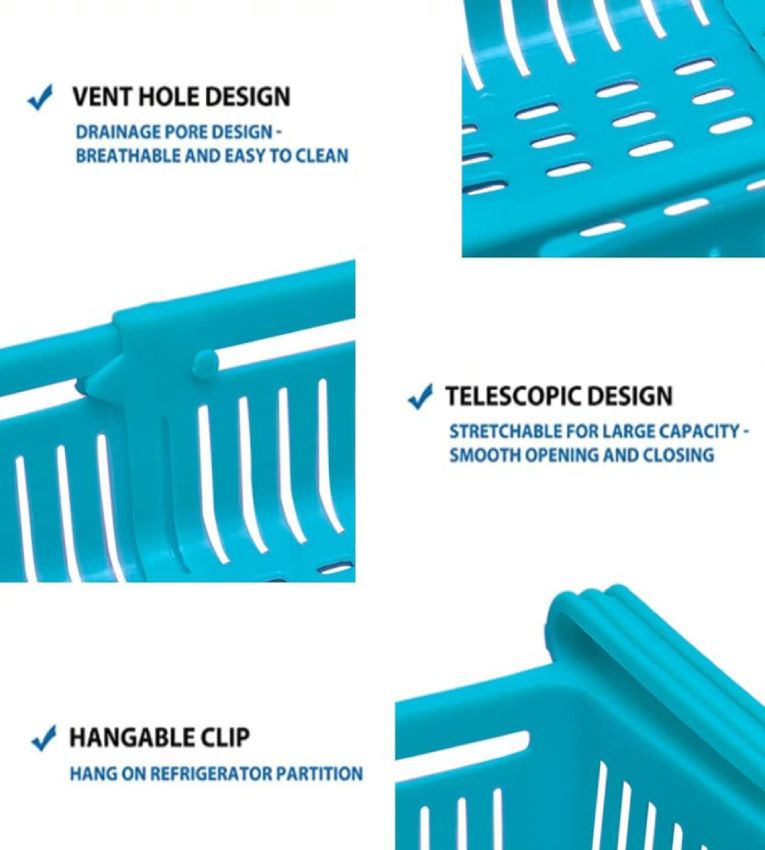 VENT HOLE DESIGN
DRAINAGE PORE DESIGN -
BREATHABLE AND EASY TO CLEAN
TELESCOPIC DESIGN
STRETCHABLE FOR LARGE CAPACITY -
SMOOTH OPENING AND CLOSING
HANGABLE CLIP
HANG ON REFRIGERATOR PARTITION